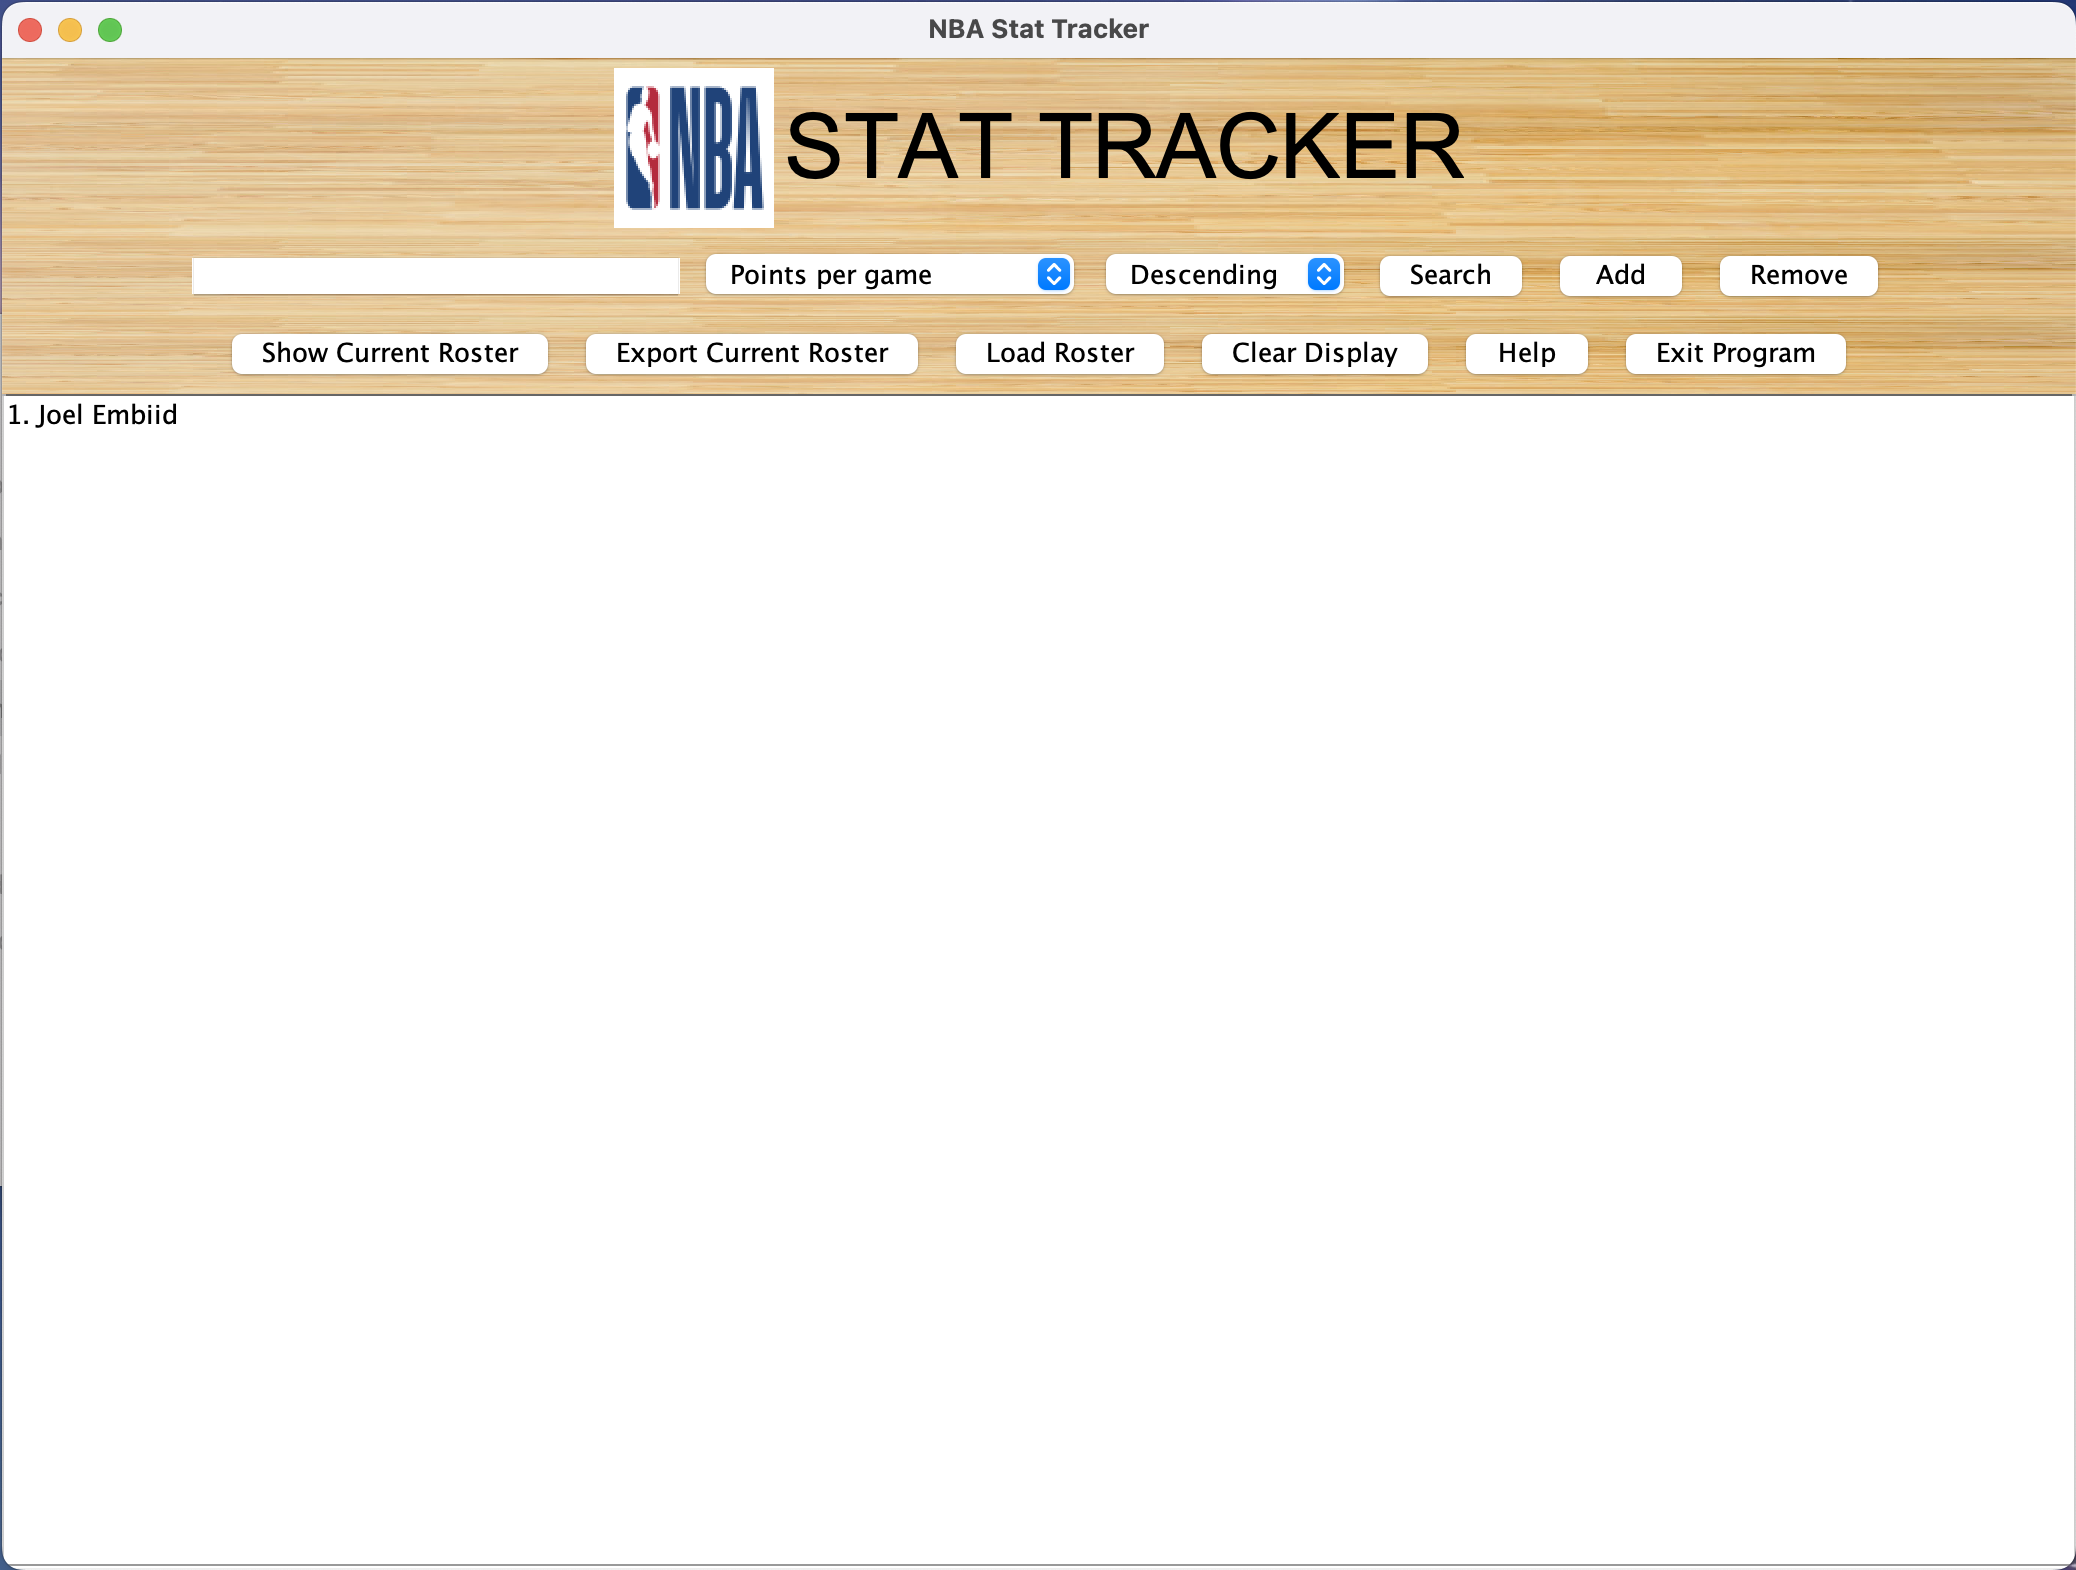 NBA Stat Tracker
NBA STAT TRACKER
Points per game Descending Search Add Remove
Show Current Roster Export Current Roster Load Roster Clear Display Help Exit Program
1. Joel Embiid